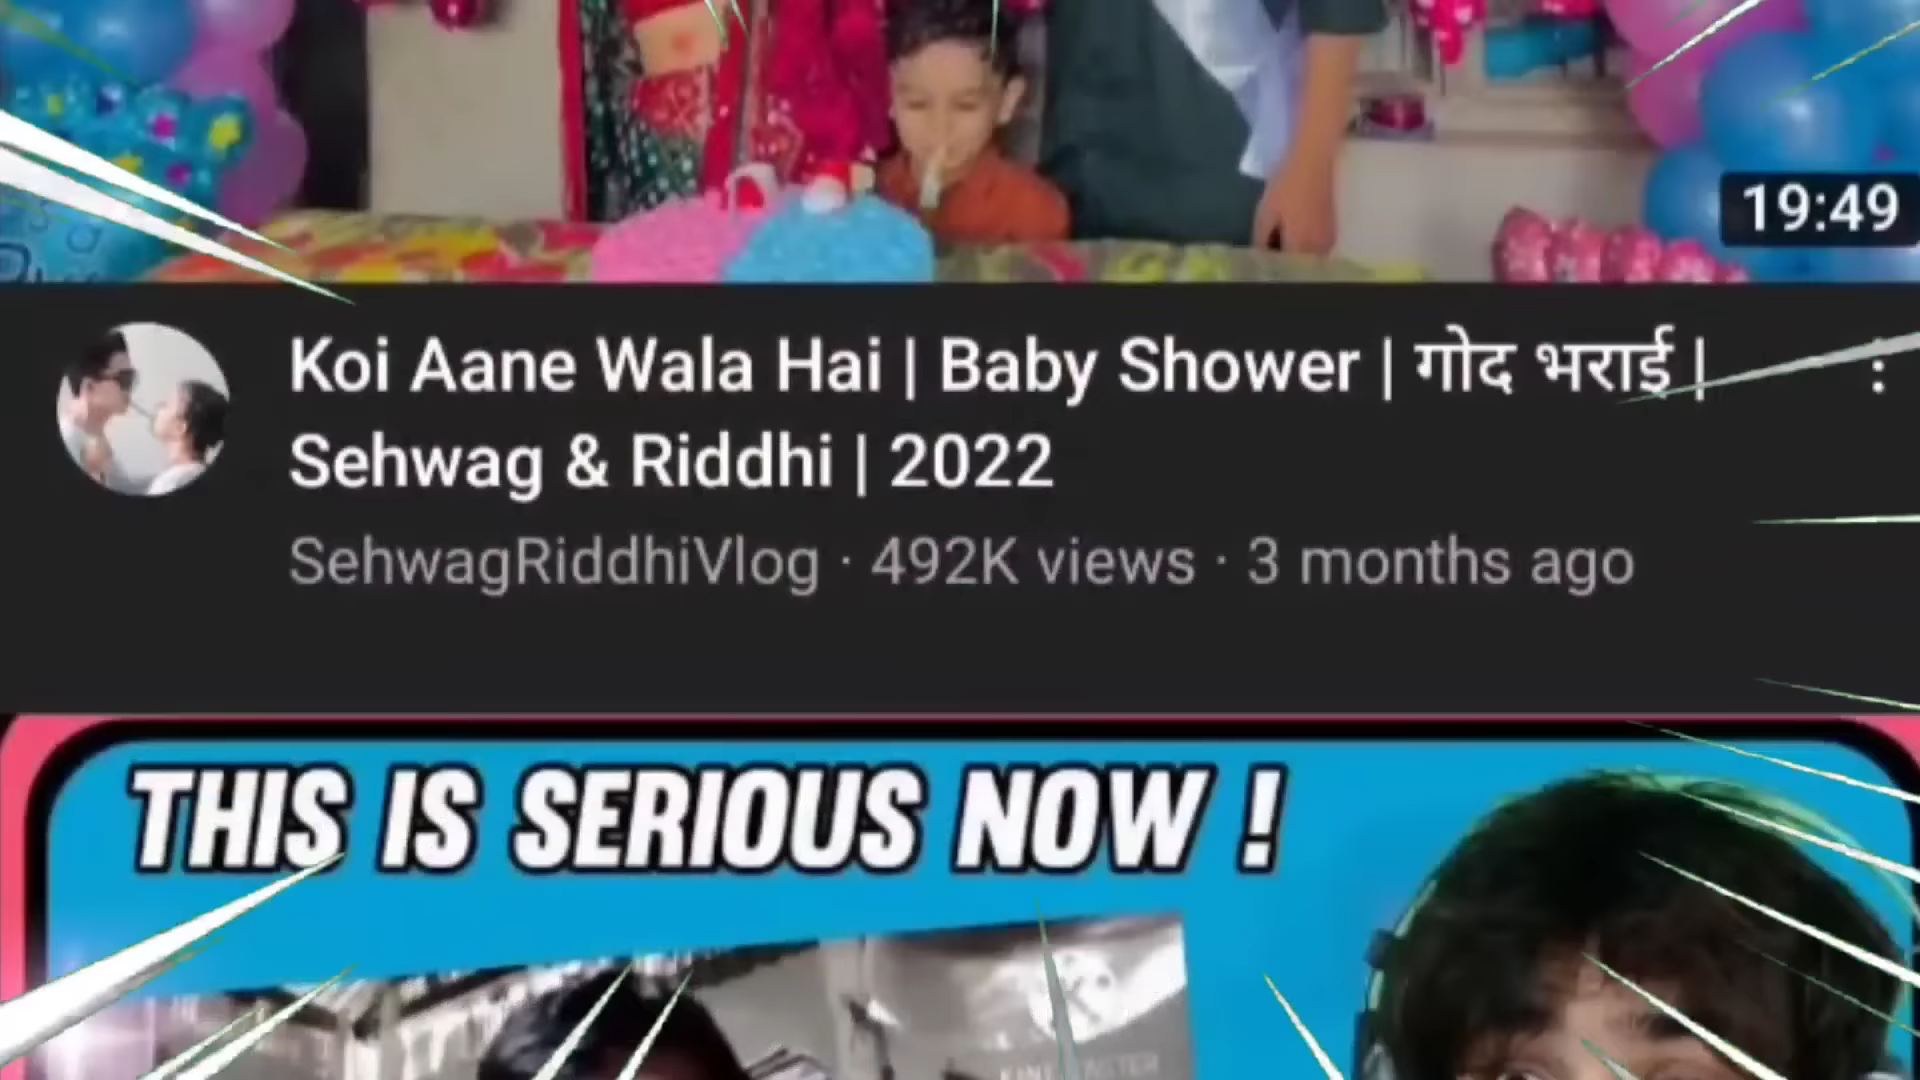 19:49
Koi Aane Wala Hai | Baby Shower | गोद भराई |
Sehwag & Riddhi | 2022
SehwagRiddhiVlog · 492K views · 3 months ago
THIS IS SERIOUS NOW !